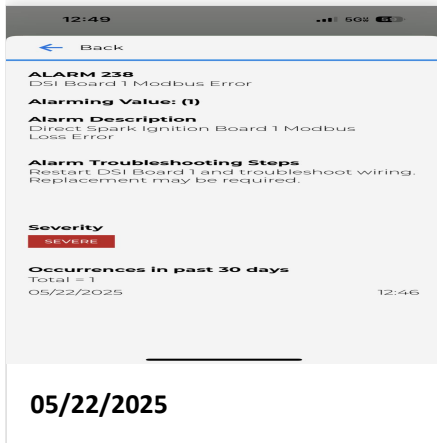 12:49
5G
Back
ALARM 238
DSI Board 1 Modbus Error
Alarming Value: (1)
Alarm Description
Direct Spark Ignition Board 1 Modbus
Loss Error
Alarm Troubleshooting Steps
Restart DSI Board 1 and troubleshoot wiring.
Replacement may be required.
Severity
SEVERE
Occurrences in past 30 days
Total = 1
05/22/2025 12:46
05/22/2025